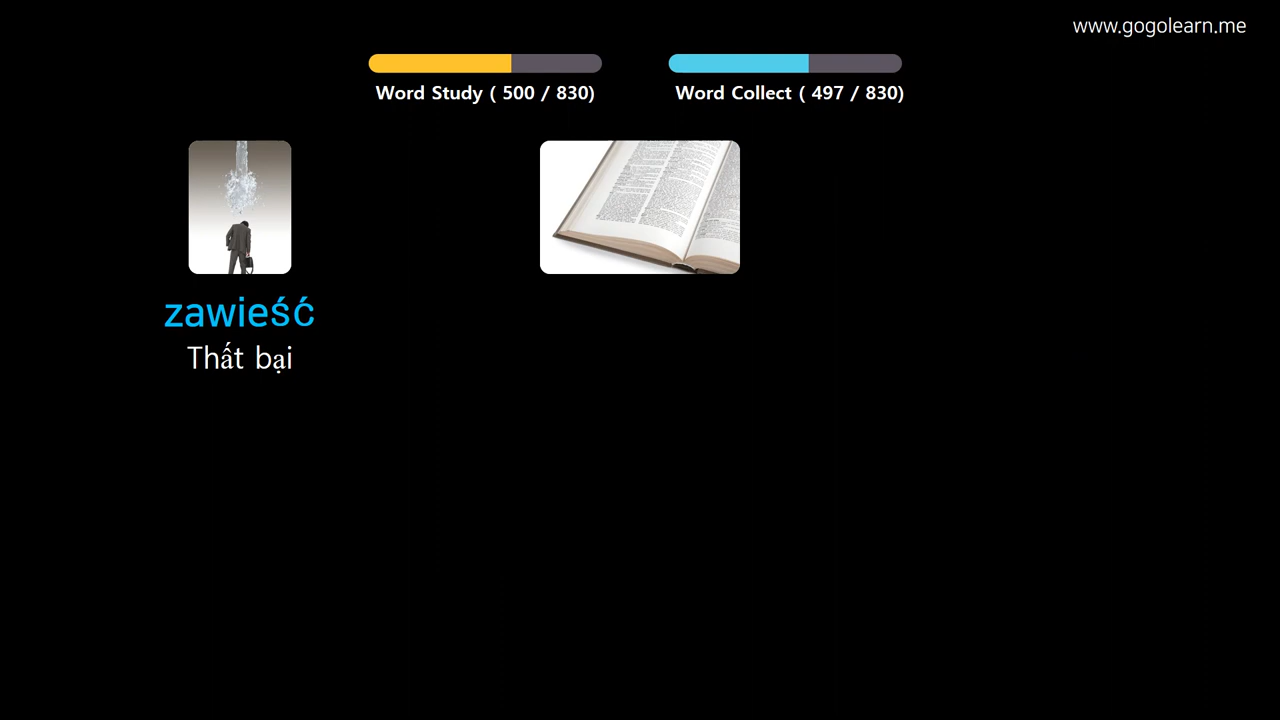 www.gogolearn.me
Word Study ( 500 / 830)
Word Collect ( 497 / 830)
zawieść
Thất bại